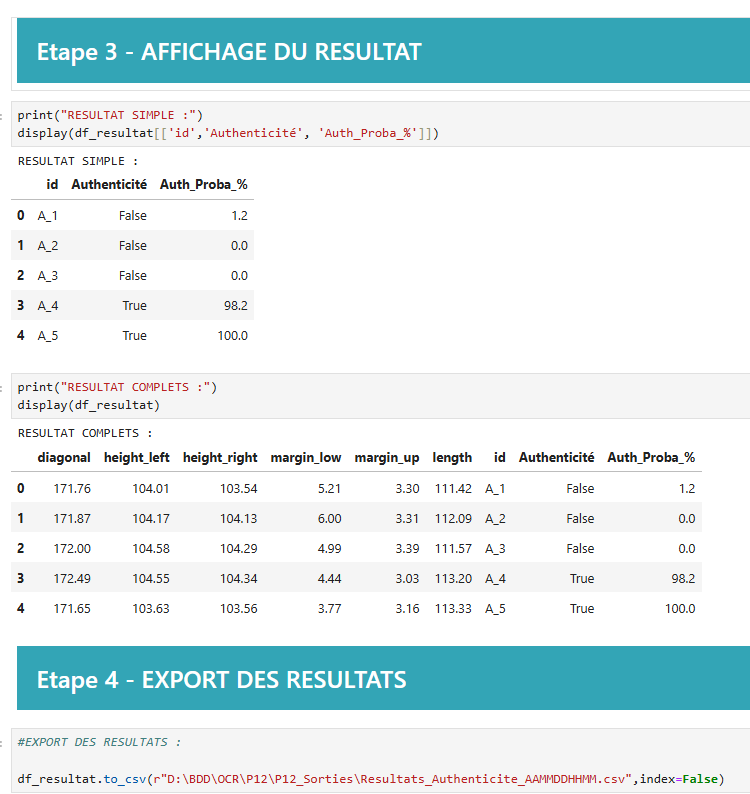 Etape 3 - AFFICHAGE DU RESULTAT
print("RESULTAT SIMPLE :")
display(df_resultat[['id','Authenticité', 'Auth_Proba_%']])
RESULTAT SIMPLE :
id Authenticité Auth_Proba_%
0 A_1 False 1.2
1 A_2 False 0.0
2 A_3 False 0.0
3 A_4 True 98.2
4 A_5 True 100.0
print("RESULTAT COMPLETS :")
display(df_resultat)
RESULTAT COMPLETS :
diagonal height_left height_right margin_low margin_up length id Authenticité Auth_Proba_%
0 171.76 104.01 103.54 5.21 3.30 111.42 A_1 False 1.2
1 171.87 104.17 104.13 6.00 3.31 112.09 A_2 False 0.0
2 172.00 104.58 104.29 4.99 3.39 111.57 A_3 False 0.0
3 172.49 104.55 104.34 4.44 3.03 113.20 A_4 True 98.2
4 171.65 103.63 103.56 3.77 3.16 113.33 A_5 True 100.0
Etape 4 - EXPORT DES RESULTATS
#EXPORT DES RESULTATS :
df_resultat.to_csv(r"D:\BDD\OCR\P12\P12_Sorties\Resultats_Authenticite_AAMMDDHHMM.csv",index=False)